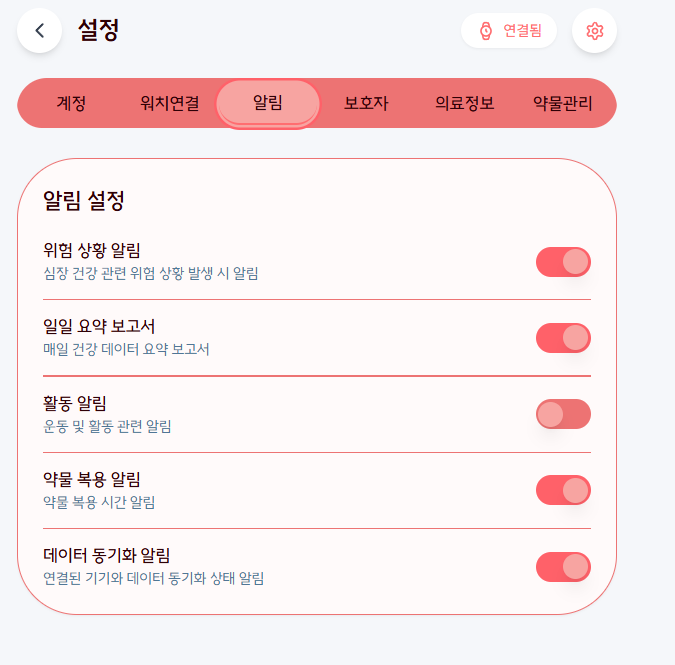 설정
연결됨
계정 워치연결 알림 보호자 의료정보 약물관리
알림 설정
위험 상황 알림
심장 건강 관련 위험 상황 발생 시 알림
일일 요약 보고서
매일 건강 데이터 요약 보고서
활동 알림
운동 및 활동 관련 알림
약물 복용 알림
약물 복용 시간 알림
데이터 동기화 알림
연결된 기기와 데이터 동기화 상태 알림